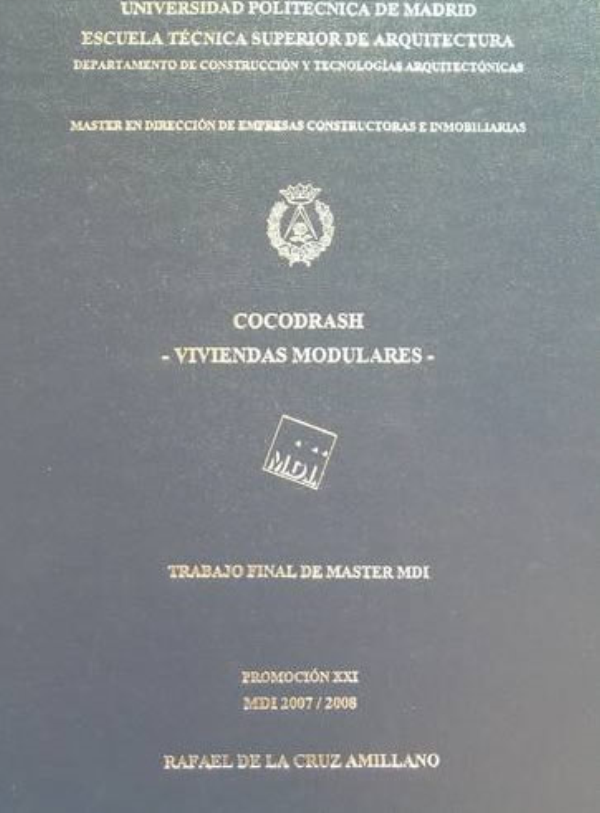 UNIVERSIDAD POLITÉCNICA DE MADRID
ESCUELA TÉCNICA SUPERIOR DE ARQUITECTURA
DEPARTAMENTO DE CONSTRUCCIÓN Y TECNOLOGÍAS ARQUITECTÓNICAS
MASTER EN DIRECCIÓN DE EMPRESAS CONSTRUCTORAS E INMOBILIARIAS
COCODRASH
- VIVIENDAS MODULARES -
M.D.I.
TRABAJO FINAL DE MASTER MDI
PROMOCIÓN XXI
MDI 2007 / 2008
RAFAEL DE LA CRUZ AMILLANO